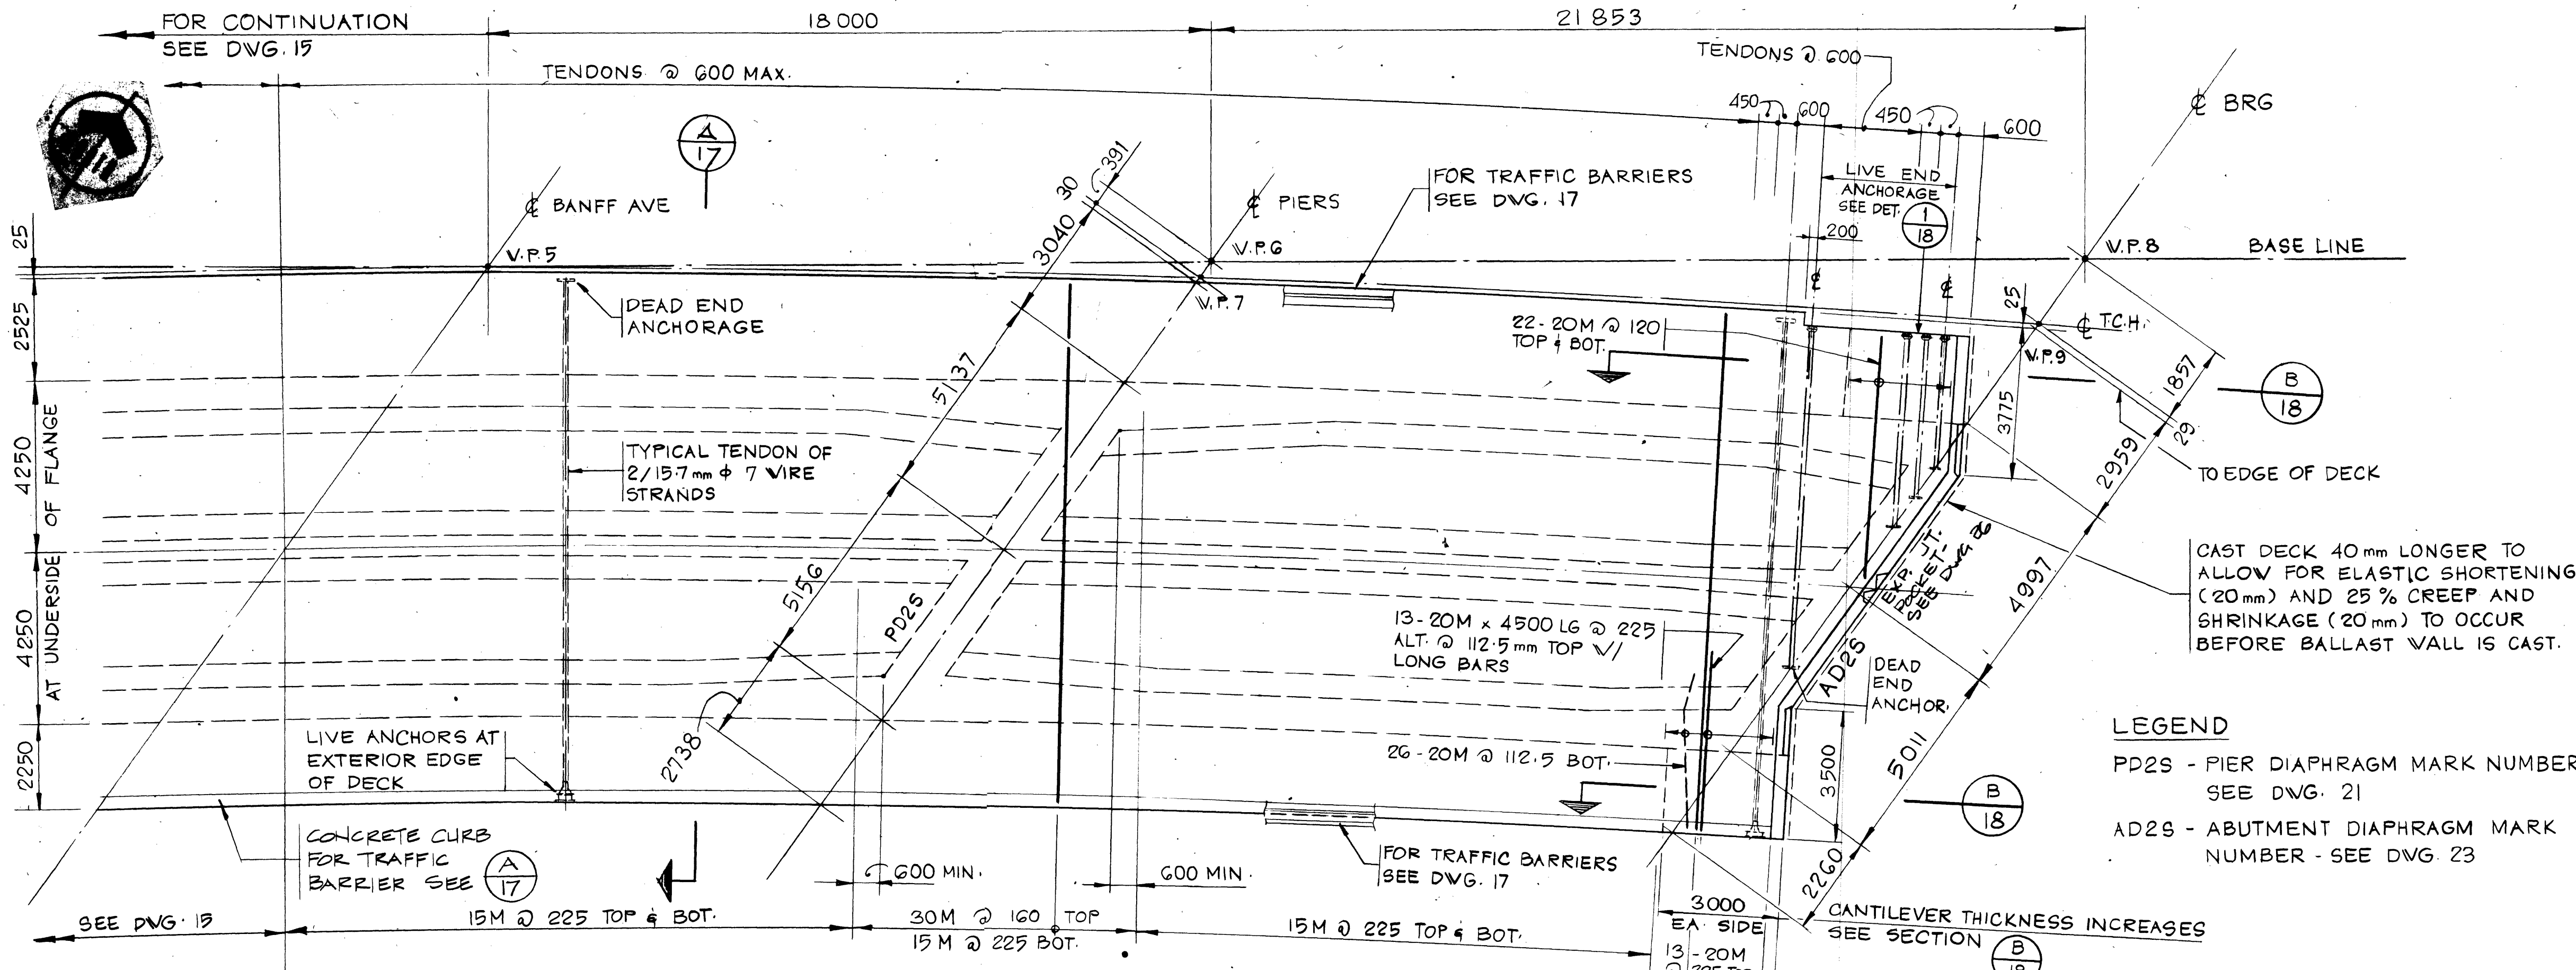 FOR CONTINUATION
SEE DWG. 15
18 000
21 853
TENDONS @ 600 MAX.
TENDONS @ 600
450
600
450
600
A
17
℄ BRG
℄ BANFF AVE
391
30
3040
℄ PIERS
FOR TRAFFIC BARRIERS
SEE DWG. 17
LIVE END
ANCHORAGE
SEE DET.
1
18
200
25
V.P.5
W.P.6
W.P.7
W.P.8
BASE LINE
℄
℄
DEAD END
ANCHORAGE
2525
22-20M @ 120
TOP & BOT.
25
℄ T.C.H.
W.P.9
1857
B
18
5137
3775
29
2959
TO EDGE OF DECK
4250
TYPICAL TENDON OF
2/15.7 mm ϕ 7 WIRE
STRANDS
AT UNDERSIDE OF FLANGE
EXP. JT.
POCKET-
SEE DWG 26
CAST DECK 40 mm LONGER TO
ALLOW FOR ELASTIC SHORTENING
(20 mm) AND 25 % CREEP AND
SHRINKAGE (20 mm) TO OCCUR
BEFORE BALLAST WALL IS CAST.
5156
PD2S
4997
4250
13-20M x 4500 LG @ 225
ALT. @ 112.5 mm TOP W/
LONG BARS
AD2S
DEAD
END
ANCHOR.
2738
LIVE ANCHORS AT
EXTERIOR EDGE
OF DECK
2250
26-20M @ 112.5 BOT.
3500
5011
LEGEND
PD2S - PIER DIAPHRAGM MARK NUMBER
SEE DWG. 21
AD2S - ABUTMENT DIAPHRAGM MARK
NUMBER - SEE DWG. 23
B
18
CONCRETE CURB
FOR TRAFFIC
BARRIER SEE
A
17
600 MIN.
600 MIN.
FOR TRAFFIC BARRIERS
SEE DWG. 17
2260
SEE DWG. 15
15M @ 225 TOP & BOT.
30M @ 160 TOP
15M @ 225 BOT.
15M @ 225 TOP & BOT.
3000
EA. SIDE
13-20M
@ 225 TOP
CANTILEVER THICKNESS INCREASES
SEE SECTION
B
18